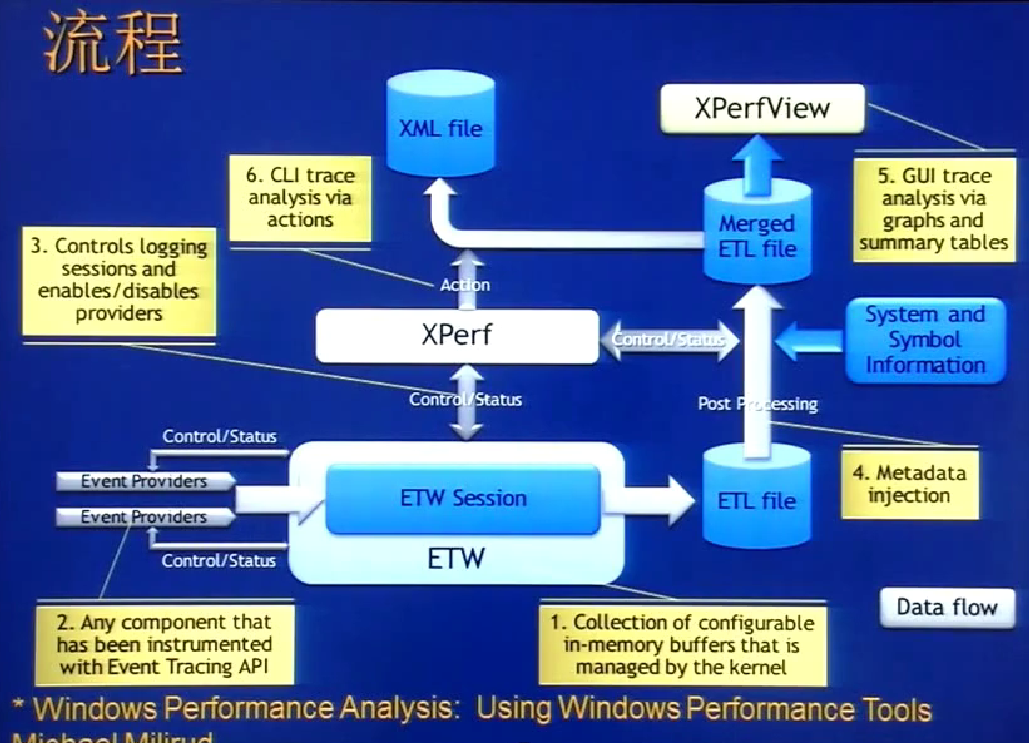 流程
XML file
XPerfView
6. CLI trace
analysis via
actions
5. GUI trace
analysis via
graphs and
summary tables
Merged
ETL file
3. Controls logging
sessions and
enables/disables
providers
Action
XPerf
Control/Status
System and
Symbol
Information
Control/Status
Post Processing
Control/Status
Event Providers
Event Providers
Control/Status
ETW Session
ETW
ETL file
4. Metadata
injection
Data flow
2. Any component that
has been instrumented
with Event Tracing API
1. Collection of configurable
in-memory buffers that is
managed by the kernel
* Windows Performance Analysis: Using Windows Performance Tools
Michael Milirud